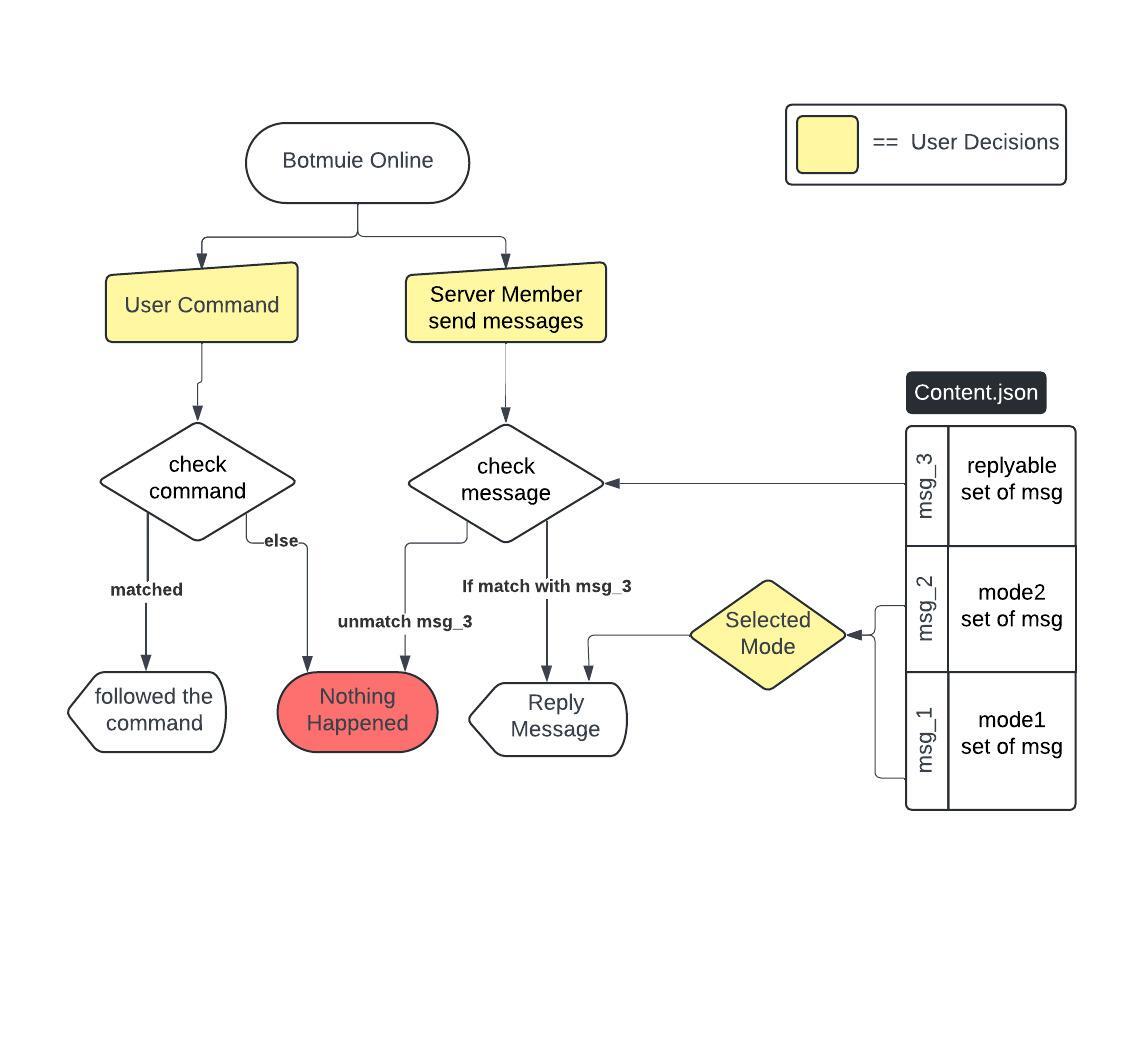 Botmuie Online
== User Decisions
User Command
Server Member
send messages
Content.json
check
command
check
message
msg_3
replyable
set of msg
else
matched
If match with msg_3
unmatch msg_3
msg_2
mode2
set of msg
Selected
Mode
followed the
command
Nothing
Happened
Reply
Message
msg_1
mode1
set of msg